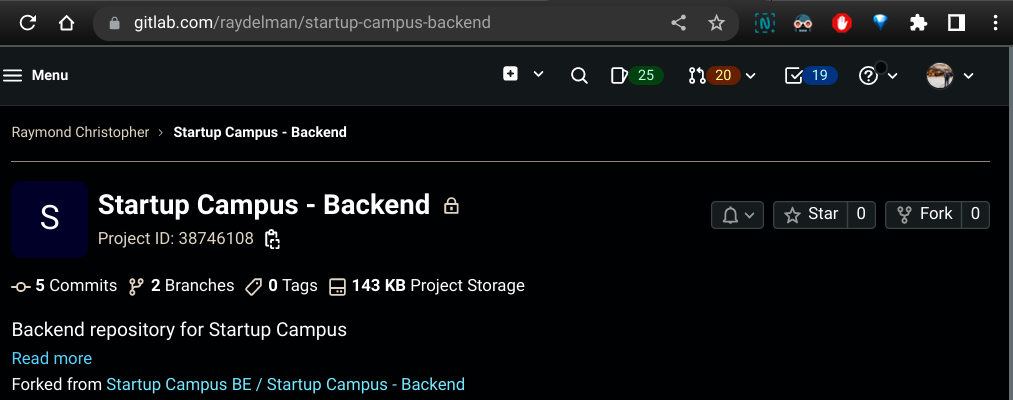 gitlab.com/raydelman/startup-campus-backend
Menu
25
20
19
Raymond Christopher › Startup Campus - Backend
S
Startup Campus - Backend
Star 0
Fork 0
Project ID: 38746108
5 Commits 2 Branches 0 Tags 143 KB Project Storage
Backend repository for Startup Campus
Read more
Forked from Startup Campus BE / Startup Campus - Backend